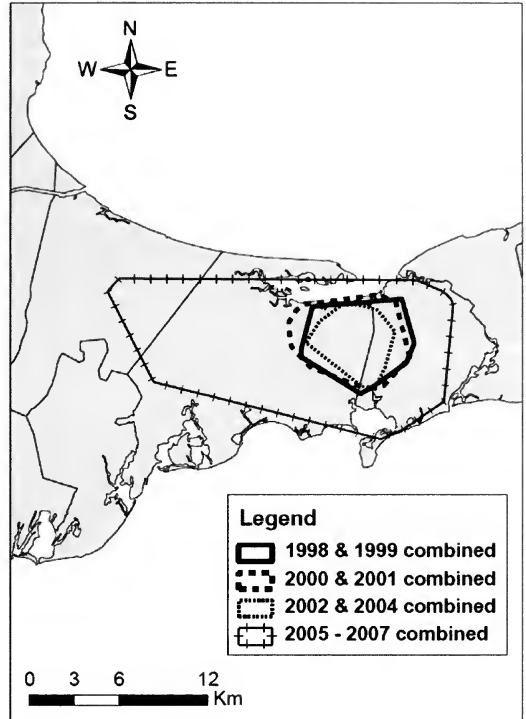 N
W E
S
Legend
1998 & 1999 combined
2000 & 2001 combined
2002 & 2004 combined
2005 - 2007 combined
0 3 6 12
Km